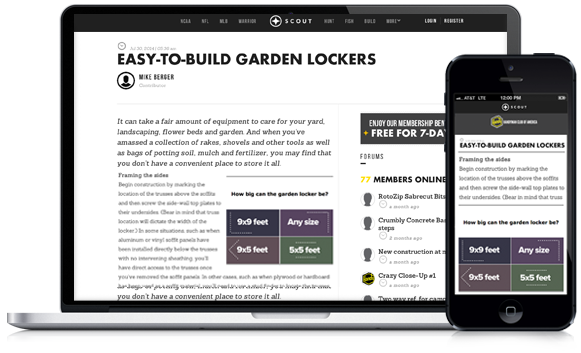 NCAA NFL MLB WARRIOR SCOUT HUNT FISH BUILD MORE LOGIN | REGISTER
EASY-TO-BUILD GARDEN LOCKERS
MIKE BERGER
Contributor
It can take a fair amount of equipment to care for your yard,
landscaping, flower beds and garden. And when you've
amassed a collection of rakes, shovels and other tools as well
as bags of potting soil, mulch and fertilizer, you may find that
you don't have a convenient place to store it all.
Framing the sides
Begin construction by marking the
location of the trusses above the soffits
and then screw the side-wall top plates to
their undersides. (Bear in mind that truss
location will dictate the width of the
locker.) In some situations, such as when
aluminum or vinyl soffit panels have
been installed directly below the trusses
with no intervening sheathing, you'll
have direct access to the trusses once
you've removed the soffit panels. In other cases, such as when plywood or hardboard
you don't have a convenient place to store it all.
How big can the garden locker be?
9x9 feet
Any size
9x5 feet
5x5 feet
ENJOY OUR MEMBERSHIP BEN
FREE FOR 7-DAY
FORUMS
77 MEMBERS ONLINE
RotoZip Sabrecut Bits
a month ago
Crumbly Concrete Bas
steps
2 months ago
New construction at s
a month ago
Crazy Close-Up #1
a month ago
Two way ref. for camp
AT&T LTE 12:00 PM
SCOUT
HANDYMAN CLUB OF AMERICA
EASY-TO-BUILD GARDEN LOCKERS
Framing the sides
Begin construction by marking the
location of the trusses above the soffits
and then screw the side-wall top plates to
their undersides. (Bear in mind that truss
How big can the garden locker be?
9x9 feet
Any size
9x5 feet
5x5 feet